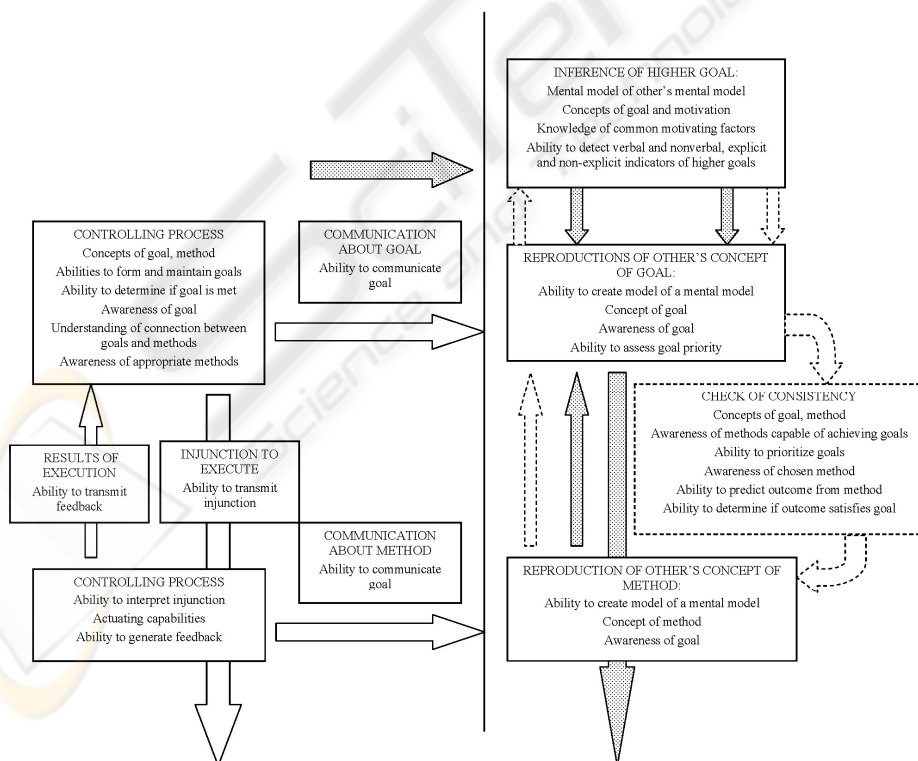 INFERENCE OF HIGHER GOAL:
Mental model of other's mental model
Concepts of goal and motivation
Knowledge of common motivating factors
Ability to detect verbal and nonverbal, explicit
and non-explicit indicators of higher goals
CONTROLLING PROCESS
Concepts of goal, method
Abilities to form and maintain goals
Ability to determine if goal is met
Awareness of goal
Understanding of connection between
goals and methods
Awareness of appropriate methods
COMMUNICATION
ABOUT GOAL
Ability to communicate
goal
REPRODUCTIONS OF OTHER'S CONCEPT
OF GOAL:
Ability to create model of a mental model
Concept of goal
Awareness of goal
Ability to assess goal priority
CHECK OF CONSISTENCY
Concepts of goal, method
Awareness of methods capable of achieving goals
Ability to prioritize goals
Awareness of chosen method
Ability to predict outcome from method
Ability to determine if outcome satisfies goal
RESULTS OF
EXECUTION
Ability to transmit
feedback
INJUNCTION TO
EXECUTE
Ability to transmit
injunction
COMMUNICATION
ABOUT METHOD
Ability to communicate
goal
CONTROLLING PROCESS
Ability to interpret injunction
Actuating capabilities
Ability to generate feedback
REPRODUCTION OF OTHER'S CONCEPT OF
METHOD:
Ability to create model of a mental model
Concept of method
Awareness of goal